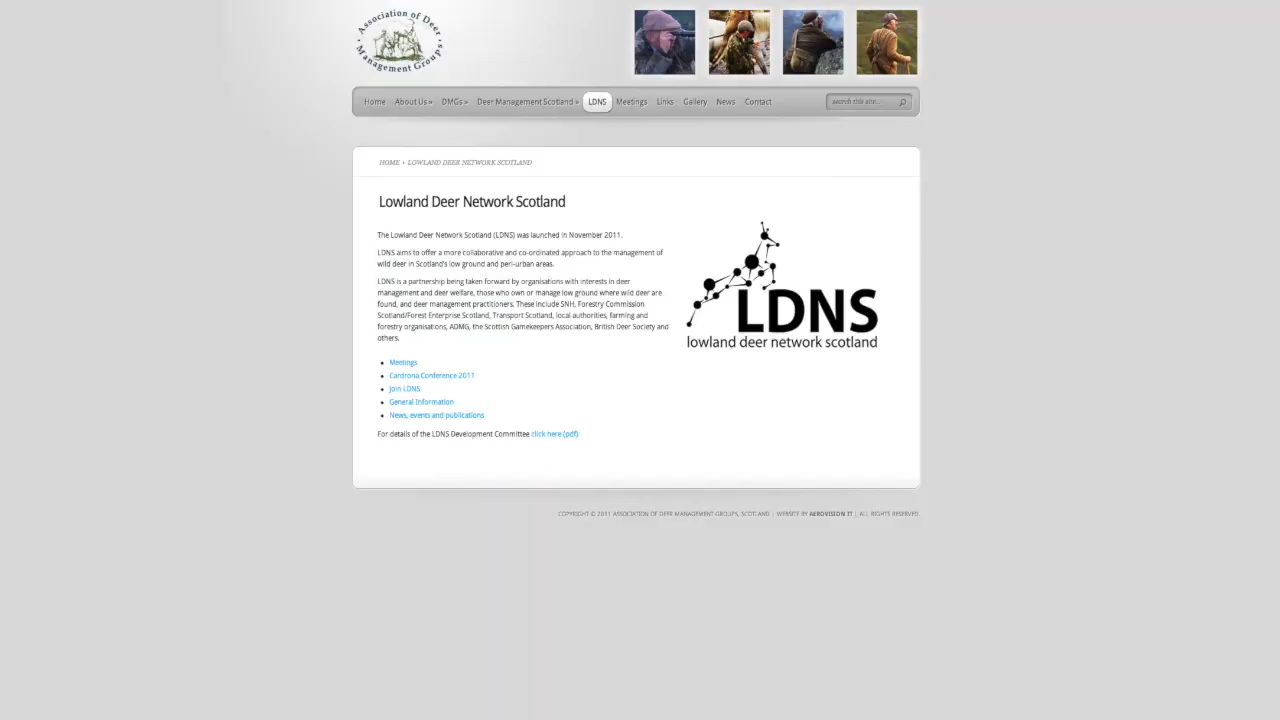 Association of Deer
Management Groups
Home About Us » DMGs » Deer Management Scotland » LDNS Meetings Links Gallery News Contact search this site...
HOME › LOWLAND DEER NETWORK SCOTLAND
Lowland Deer Network Scotland
The Lowland Deer Network Scotland (LDNS) was launched in November 2011.
LDNS aims to offer a more collaborative and co-ordinated approach to the management of
wild deer in Scotland's low ground and peri-urban areas.
LDNS is a partnership being taken forward by organisations with interests in deer
management and deer welfare, those who own or manage low ground where wild deer are
found, and deer management practitioners. These include SNH, Forestry Commission
Scotland/Forest Enterprise Scotland, Transport Scotland, local authorities, farming and
forestry organisations, ADMG, the Scottish Gamekeepers Association, British Deer Society and
others.
LDNS
lowland deer network scotland
Meetings
Cardrona Conference 2011
Join LDNS
General Information
News, events and publications
For details of the LDNS Development Committee click here (pdf)
COPYRIGHT © 2011 ASSOCIATION OF DEER MANAGEMENT GROUPS, SCOTLAND | WEBSITE BY AEROVISION IT | ALL RIGHTS RESERVED.